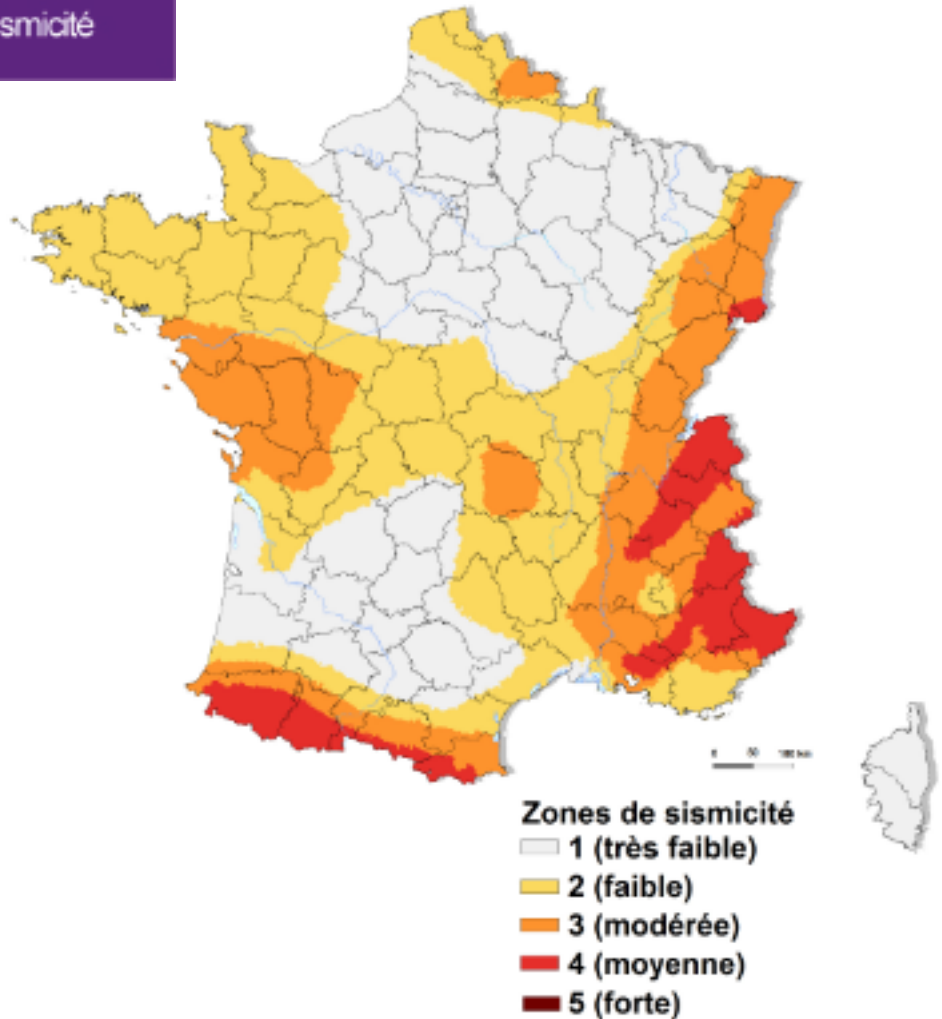 smicité
Zones de sismicité
1 (très faible)
2 (faible)
3 (modérée)
4 (moyenne)
5 (forte)